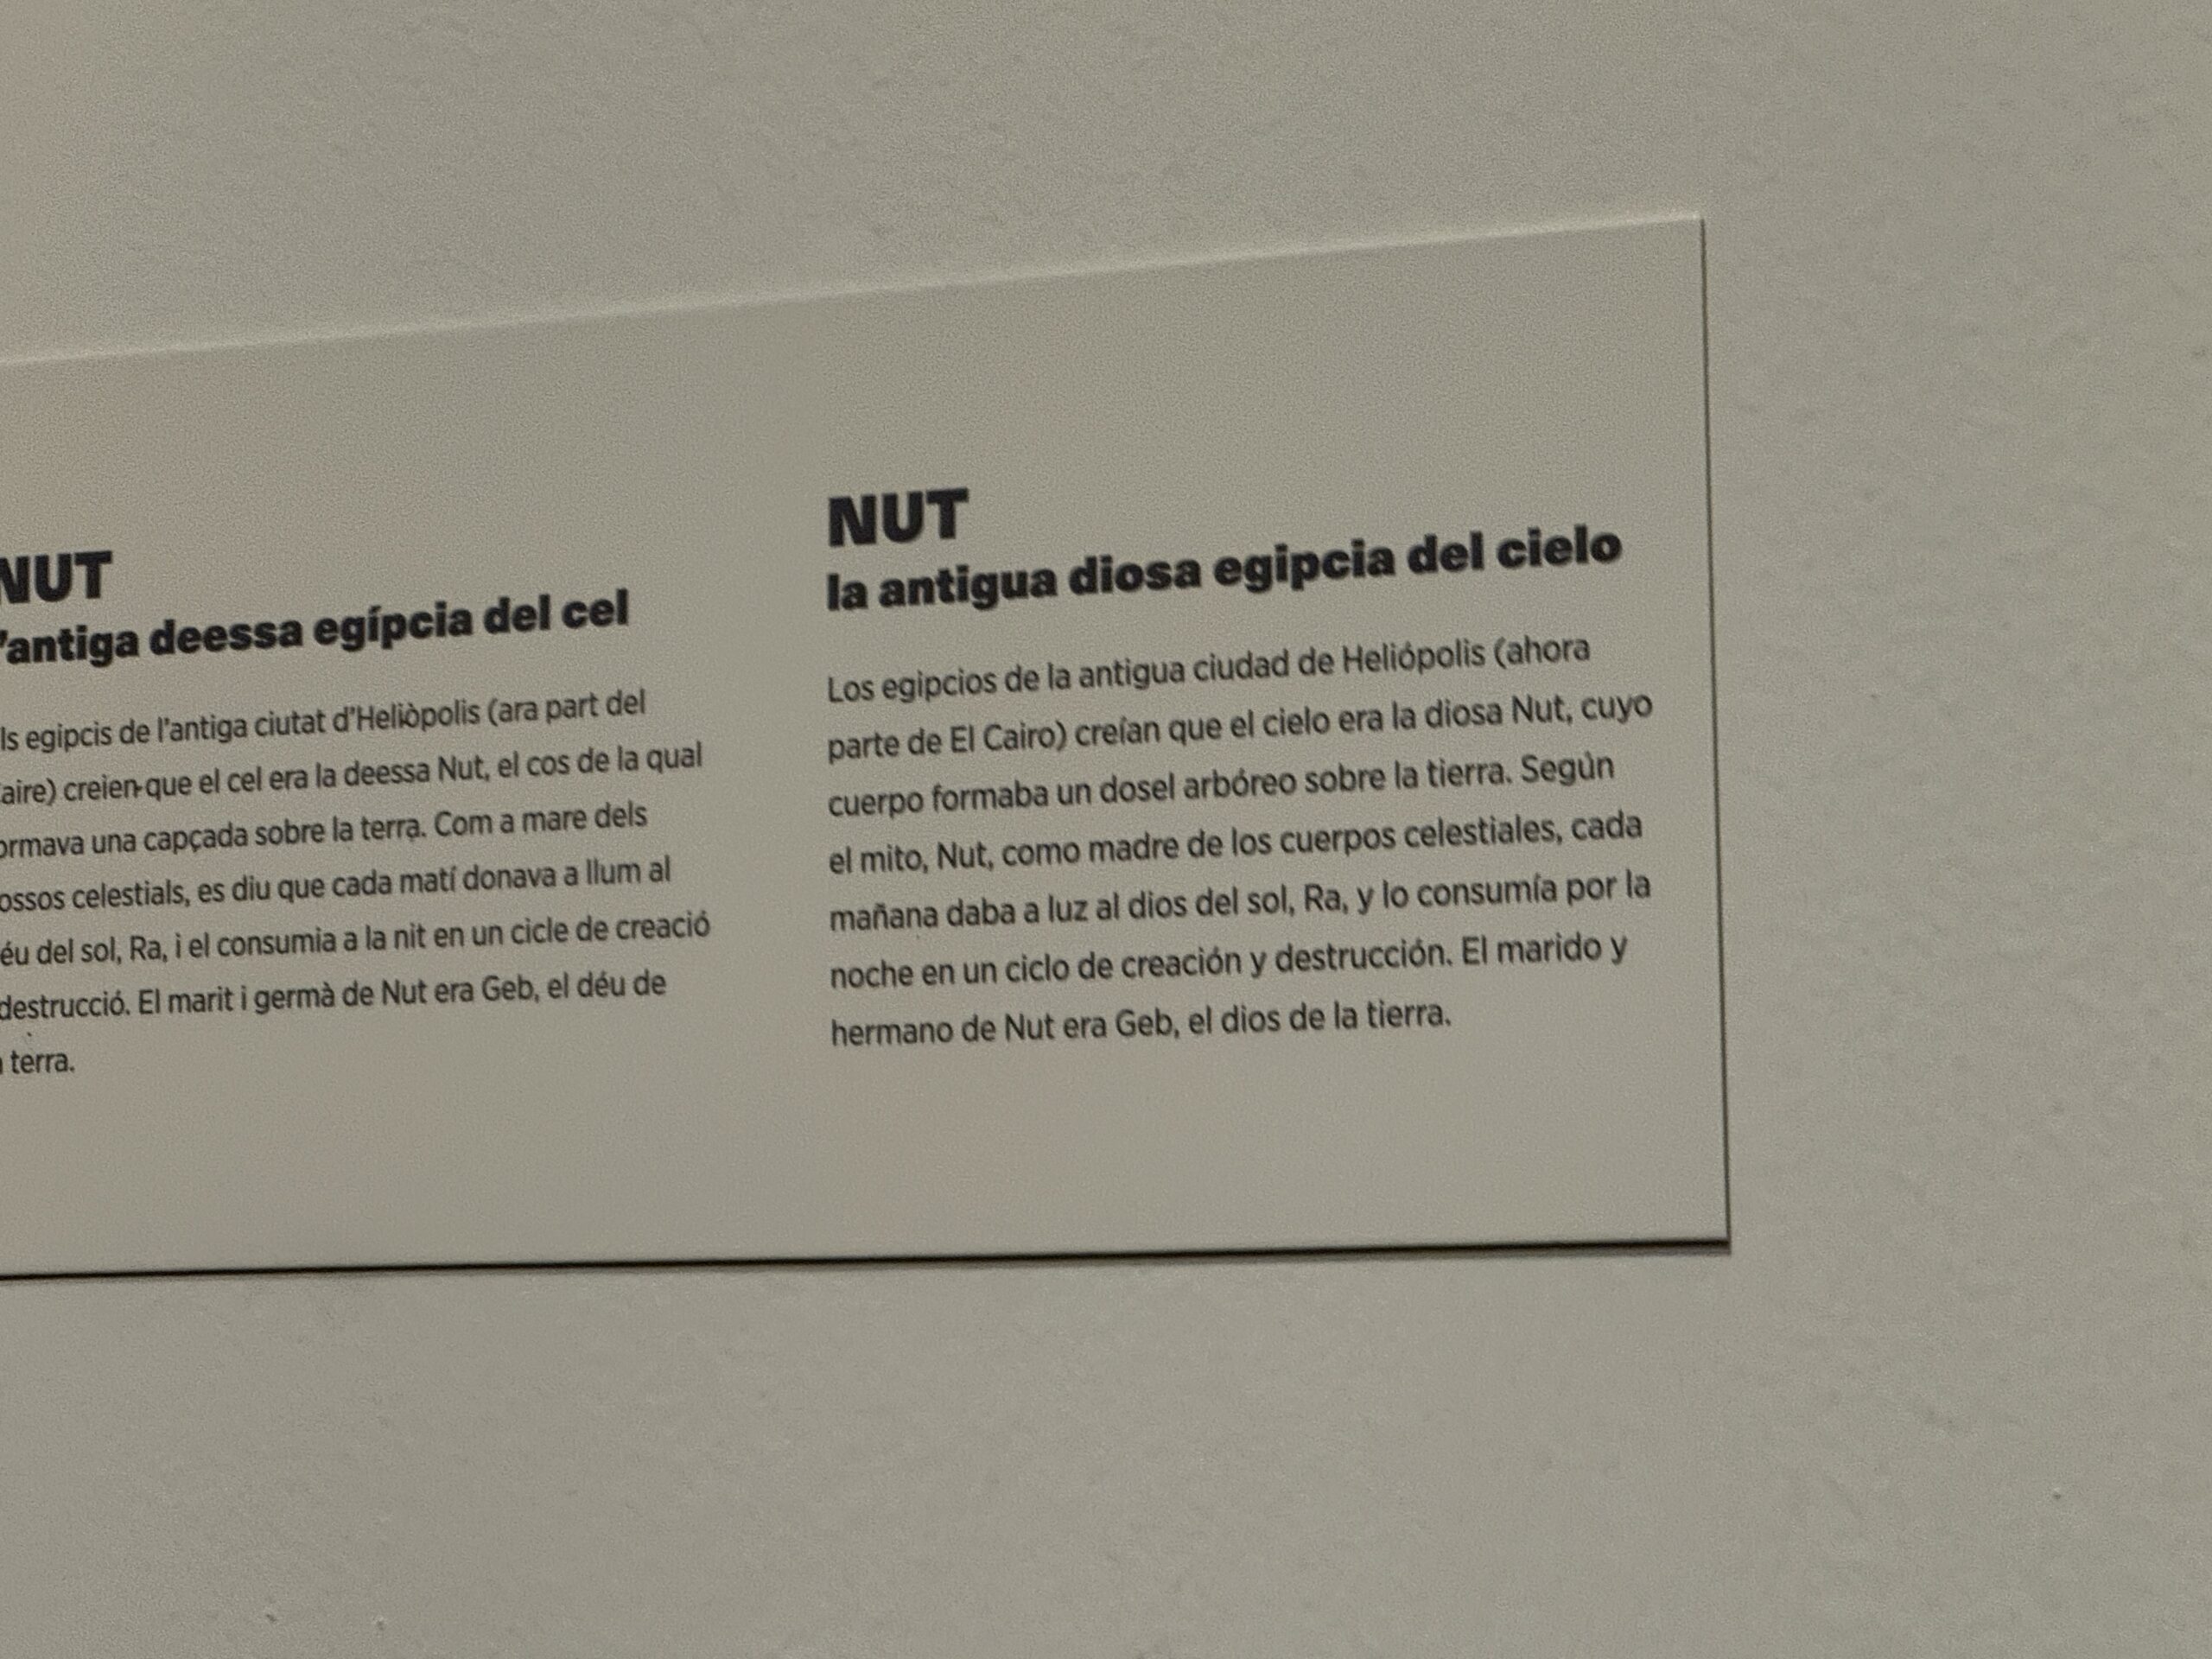 NUT
'antiga deessa egípcia del cel
ls egipcis de l'antiga ciutat d'Heliòpolis (ara part del
aire) creien que el cel era la deessa Nut, el cos de la qual
ormava una capçada sobre la terra. Com a mare dels
ossos celestials, es diu que cada matí donava a llum al
éu del sol, Ra, i el consumia a la nit en un cicle de creació
destrucció. El marit i germà de Nut era Geb, el déu de
terra.
NUT
la antigua diosa egipcia del cielo
Los egipcios de la antigua ciudad de Heliópolis (ahora
parte de El Cairo) creían que el cielo era la diosa Nut, cuyo
cuerpo formaba un dosel arbóreo sobre la tierra. Según
el mito, Nut, como madre de los cuerpos celestiales, cada
mañana daba a luz al dios del sol, Ra, y lo consumía por la
noche en un ciclo de creación y destrucción. El marido y
hermano de Nut era Geb, el dios de la tierra.